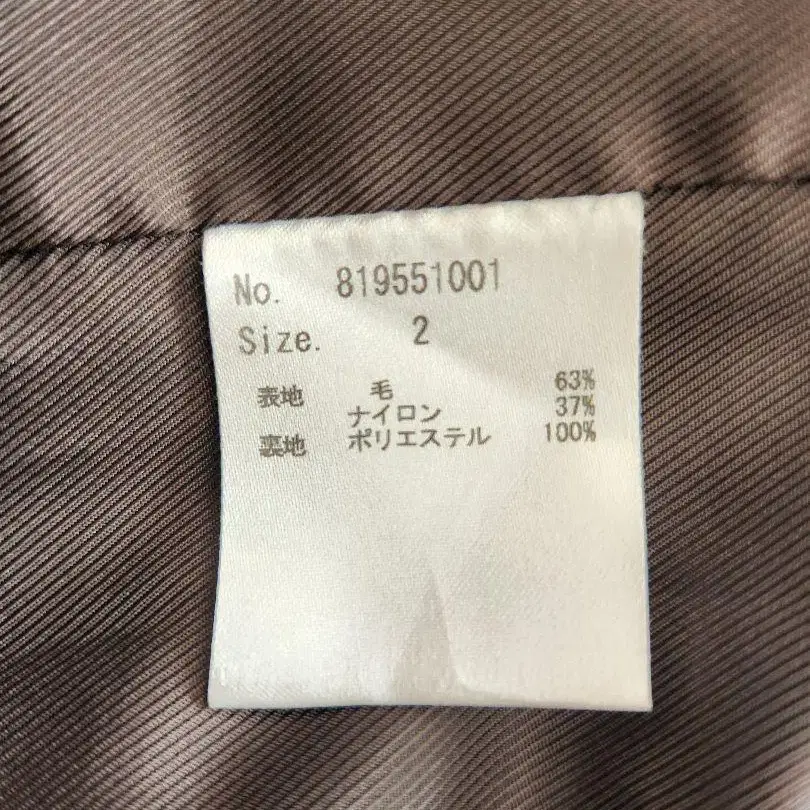 No. 819551001
Size. 2
表地 毛 63%
ナイロン 37%
裏地 ポリエステル 100%